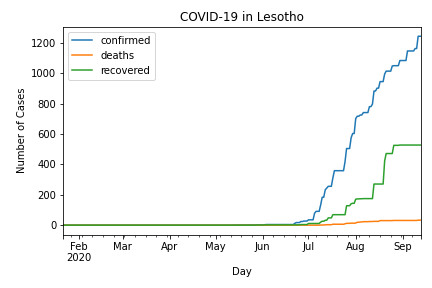 COVID-19 in Lesotho
confirmed
deaths
recovered
Number of Cases
1200
1000
800
600
400
200
0
Feb Mar Apr May Jun Jul Aug Sep
2020
Day